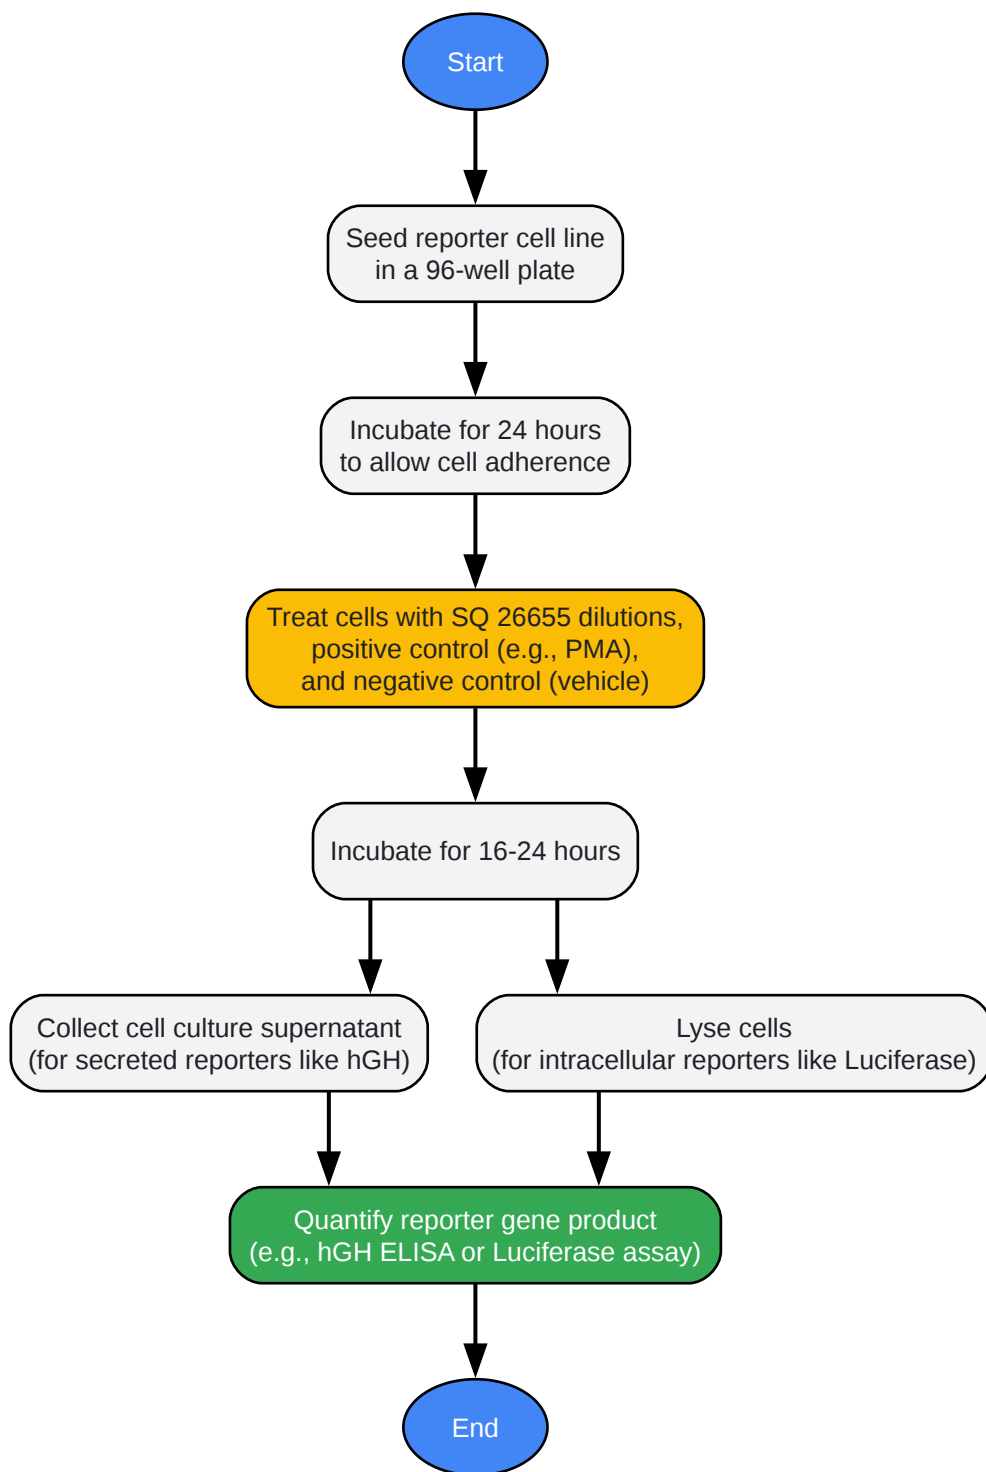 Start
Seed reporter cell line
in a 96-well plate
Incubate for 24 hours
to allow cell adherence
Treat cells with SQ 26655 dilutions,
positive control (e.g., PMA),
and negative control (vehicle)
Incubate for 16-24 hours
Collect cell culture supernatant
(for secreted reporters like hGH)
Lyse cells
(for intracellular reporters like Luciferase)
Quantify reporter gene product
(e.g., hGH ELISA or Luciferase assay)
End